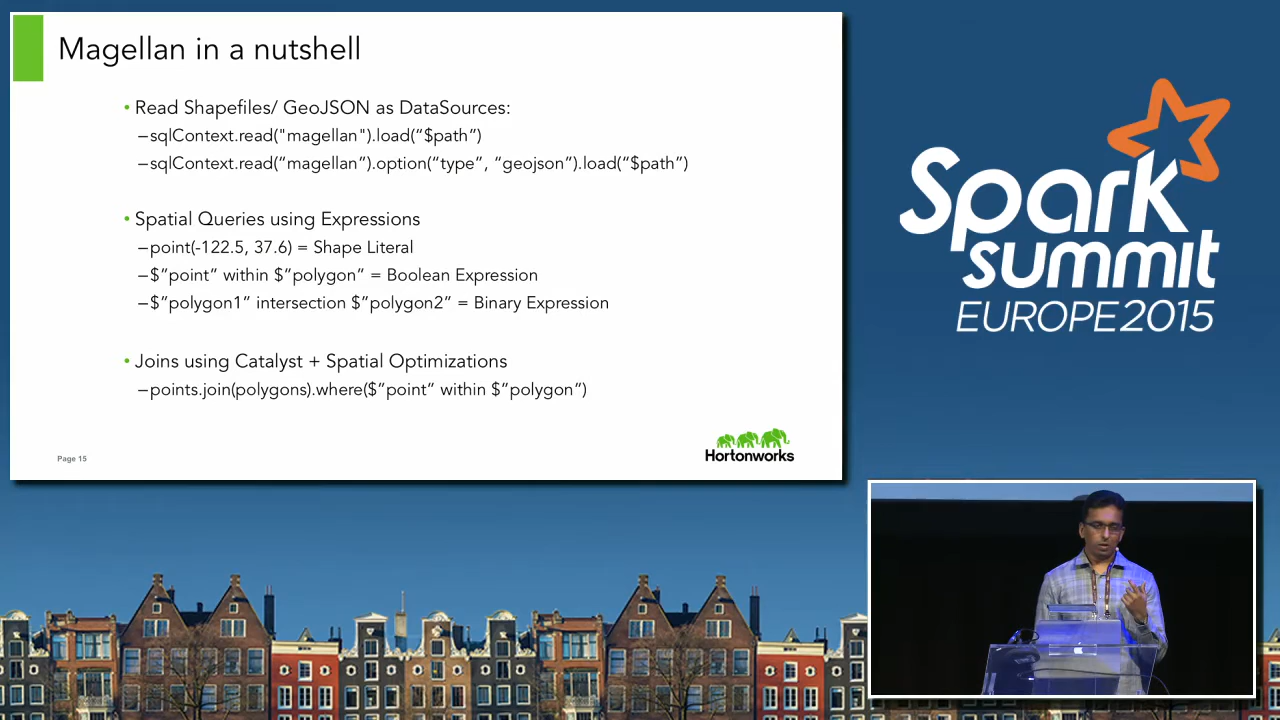 Magellan in a nutshell
• Read Shapefiles/ GeoJSON as DataSources:
–sqlContext.read("magellan").load(“$path”)
–sqlContext.read(“magellan”).option(“type”, “geojson”).load(“$path”)
• Spatial Queries using Expressions
–point(-122.5, 37.6) = Shape Literal
–$”point” within $”polygon” = Boolean Expression
–$”polygon1” intersection $”polygon2” = Binary Expression
• Joins using Catalyst + Spatial Optimizations
–points.join(polygons).where($”point” within $”polygon”)
Page 15
Hortonworks
Spark
summit
EUROPE 2015